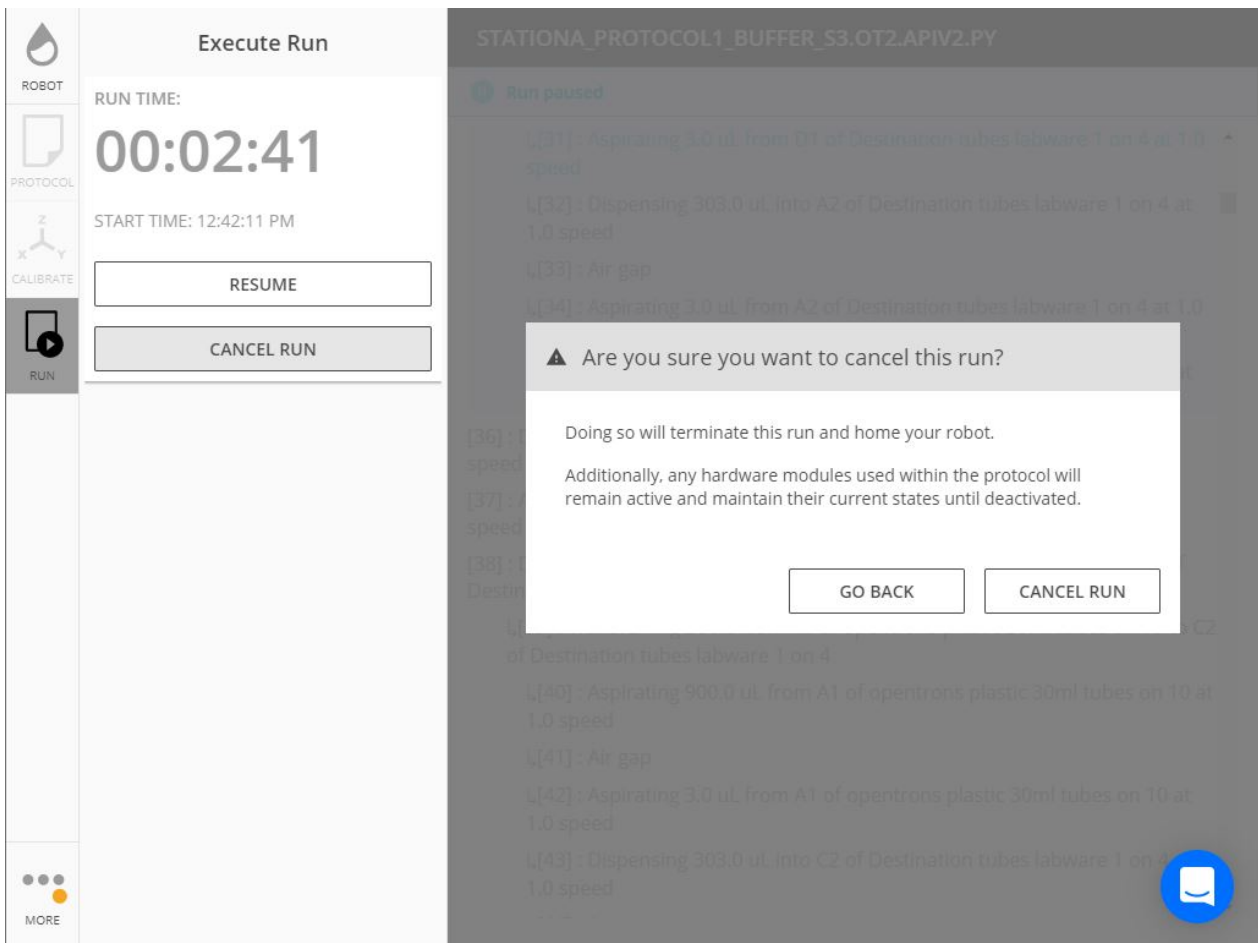 ROBOT
PROTOCOL
Z
X Y
CALIBRATE
RUN
MORE
Execute Run
RUN TIME:
00:02:41
START TIME: 12:42:11 PM
RESUME
CANCEL RUN
STATIONA_PROTOCOL1_BUFFER_S3.OT2.APIV2.PY
Run paused
[31] : Aspirating 3.0 uL from D1 of Destination tubes labware 1 on 4 at 1.0
speed
[32] : Dispensing 303.0 uL into A2 of Destination tubes labware 1 on 4 at
1.0 speed
[33] : Air gap
[34] : Aspirating 3.0 uL from A2 of Destination tubes labware 1 on 4 at 1.0
Are you sure you want to cancel this run?
Doing so will terminate this run and home your robot.
Additionally, any hardware modules used within the protocol will
remain active and maintain their current states until deactivated.
GO BACK
CANCEL RUN
[36] :
speed
[37] :
speed
[38] :
C2
of Destination tubes labware 1 on 4
[40] : Aspirating 900.0 uL from A1 of opentrons plastic 30ml tubes on 10 at
1.0 speed
[41] : Air gap
[42] : Aspirating 3.0 uL from A1 of opentrons plastic 30ml tubes on 10 at
1.0 speed
[43] : Dispensing 303.0 uL into C2 of Destination tubes labware 1 on 4
1.0 speed